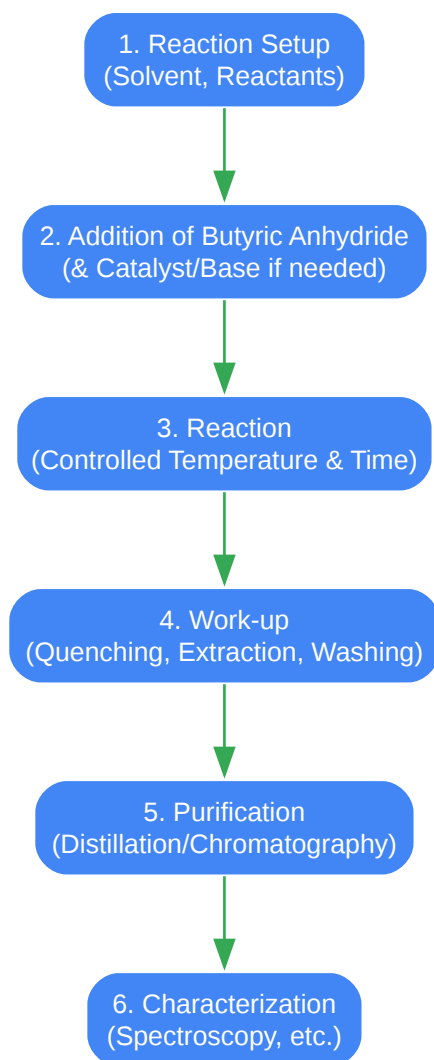 1. Reaction Setup
(Solvent, Reactants)
2. Addition of Butyric Anhydride
(& Catalyst/Base if needed)
3. Reaction
(Controlled Temperature & Time)
4. Work-up
(Quenching, Extraction, Washing)
5. Purification
(Distillation/Chromatography)
6. Characterization
(Spectroscopy, etc.)